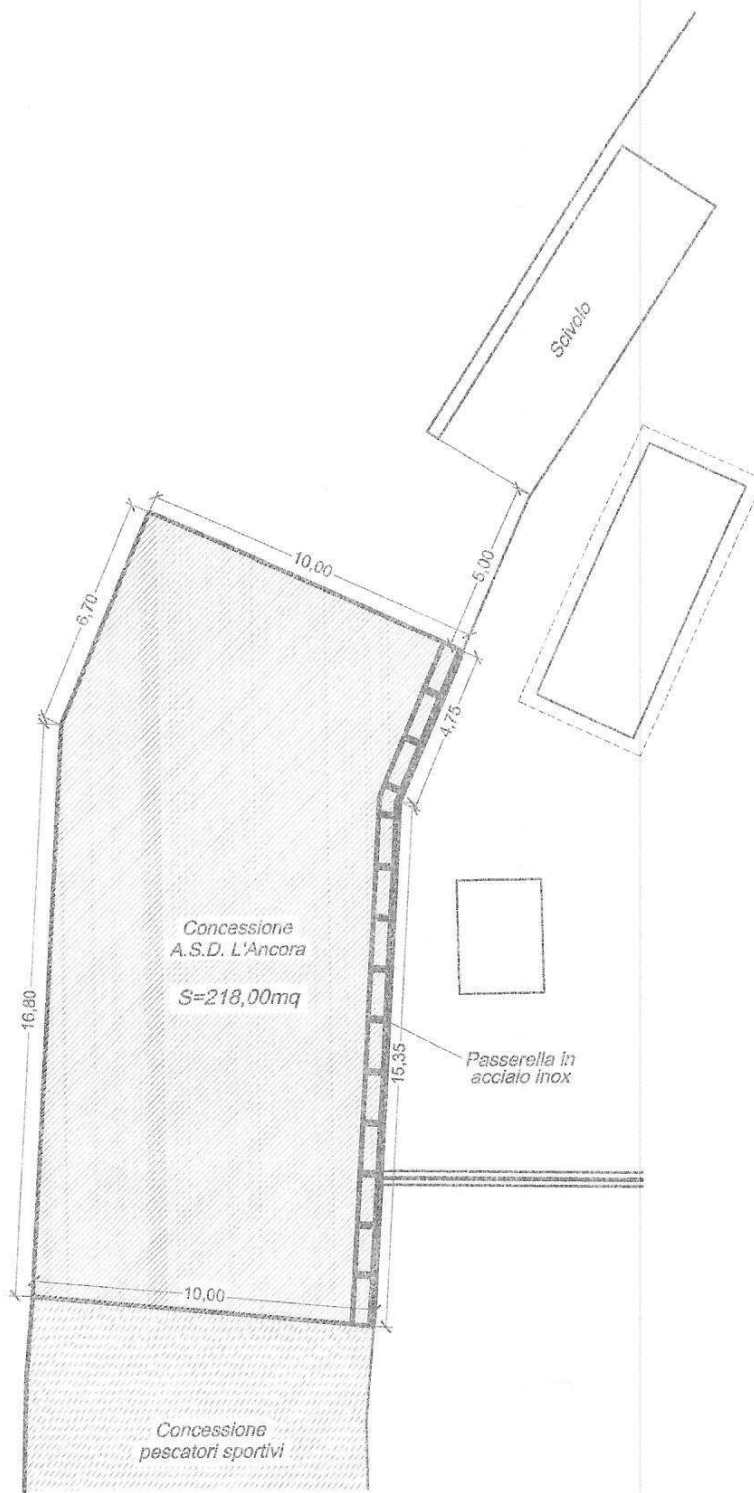 Scivolo
10,00
5,00
6,70
4,75
Concessione
A.S.D. L'Ancora
S=218,00mq
16,80
15,35
Passerella in
acciaio inox
10,00
Concessione
pescatori sportivi